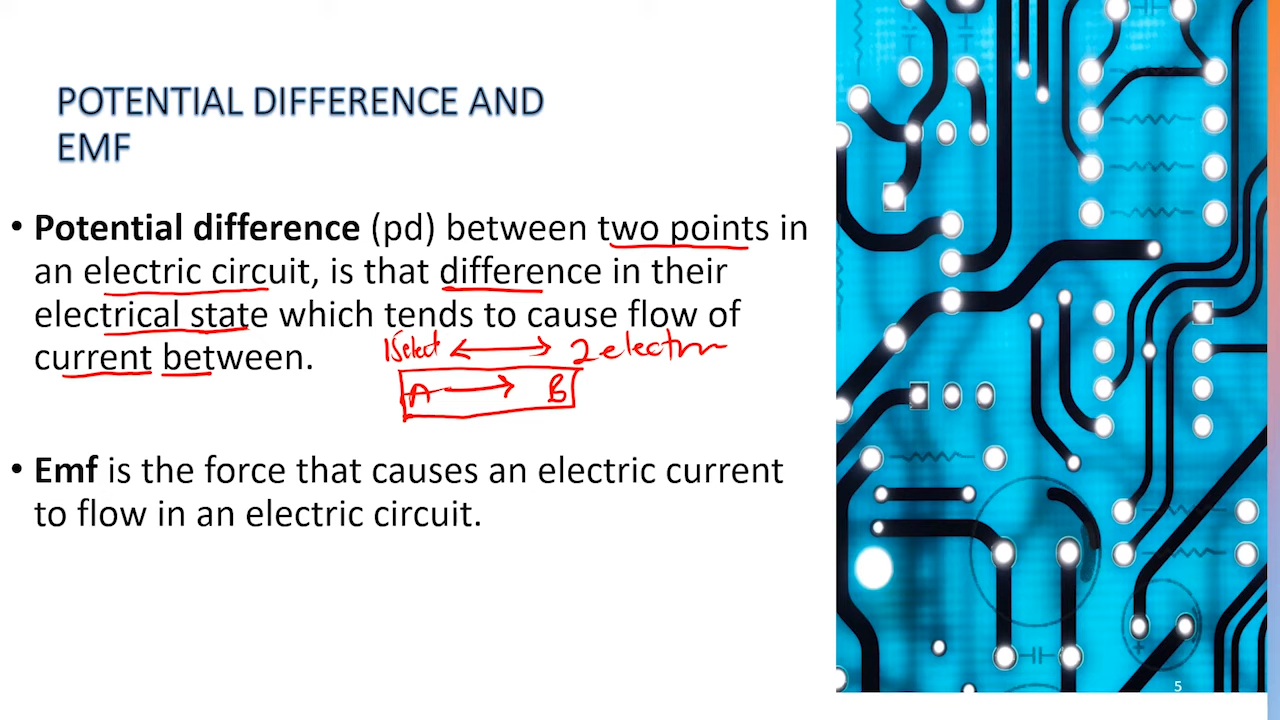 POTENTIAL DIFFERENCE AND
EMF
• Potential difference (pd) between two points in
an electric circuit, is that difference in their
electrical state which tends to cause flow of
current between.
2 electron
A B
• Emf is the force that causes an electric current
to flow in an electric circuit.
5